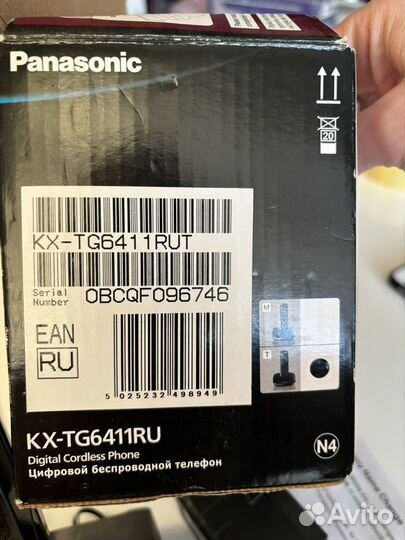 Panasonic
20
KX-TG6411RUT
Serial Number 0BCQF096746
EAN
RU
M
T
5 025232 498949
KX-TG6411RU
Digital Cordless Phone
Цифровой беспроводной телефон
N4
Avito